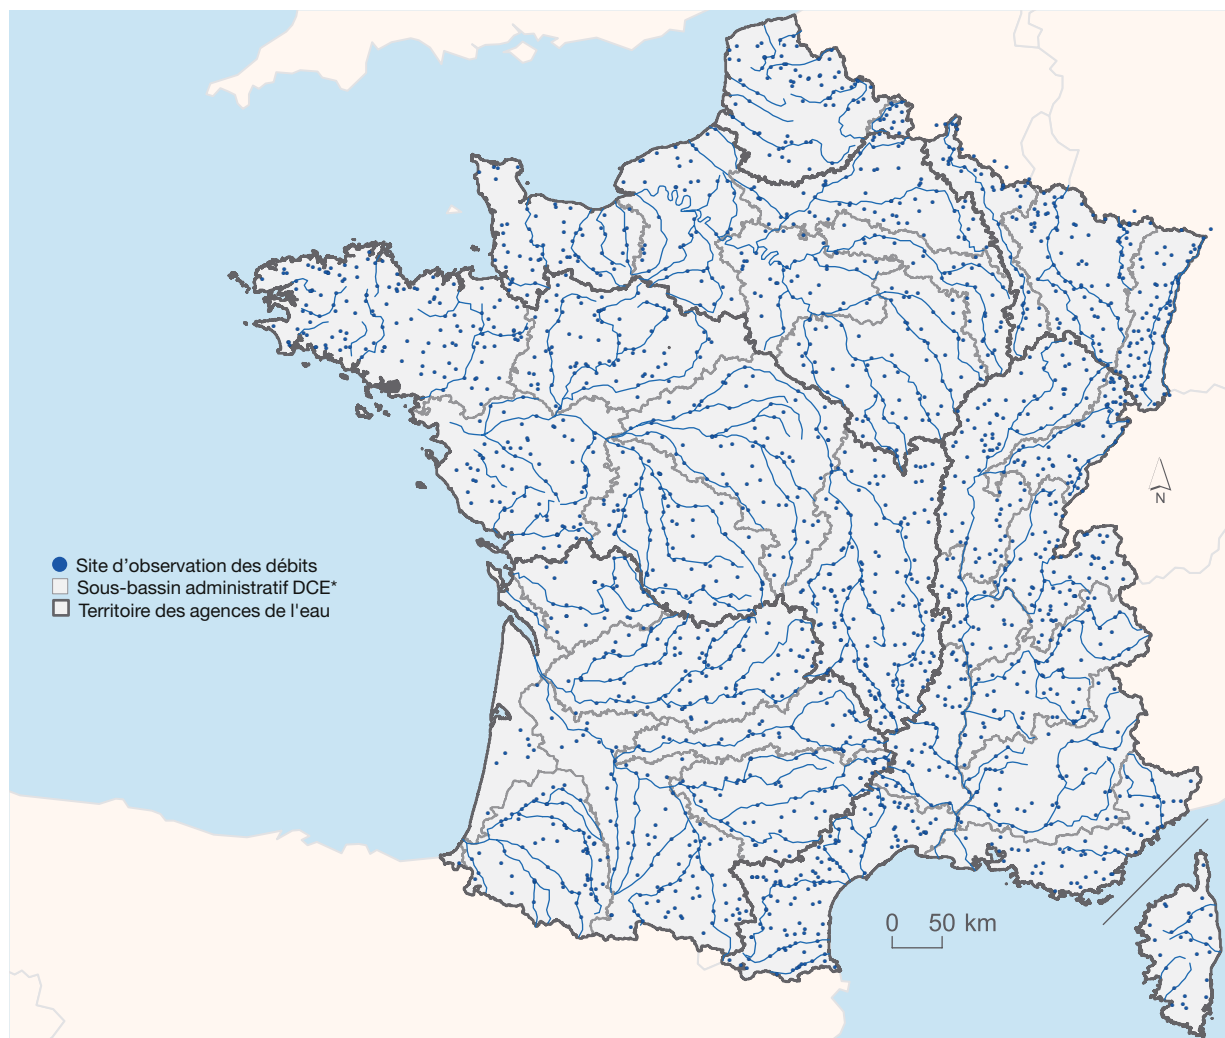 N
Site d’observation des débits
Sous-bassin administratif DCE*
Territoire des agences de l'eau
0 50 km